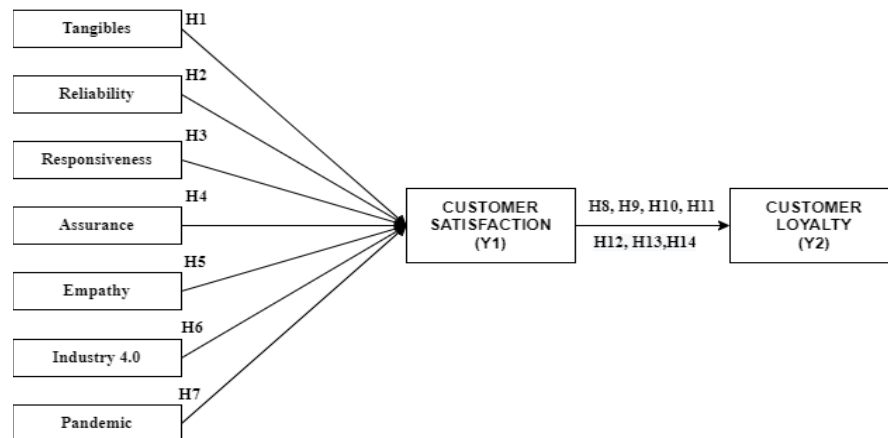 H1
Tangibles
H2
Reliability
H3
Responsiveness
H4
Assurance
CUSTOMER
SATISFACTION
(Y1)
H8, H9, H10, H11
H12, H13,H14
CUSTOMER
LOYALTY
(Y2)
H5
Empathy
H6
Industry 4.0
H7
Pandemic